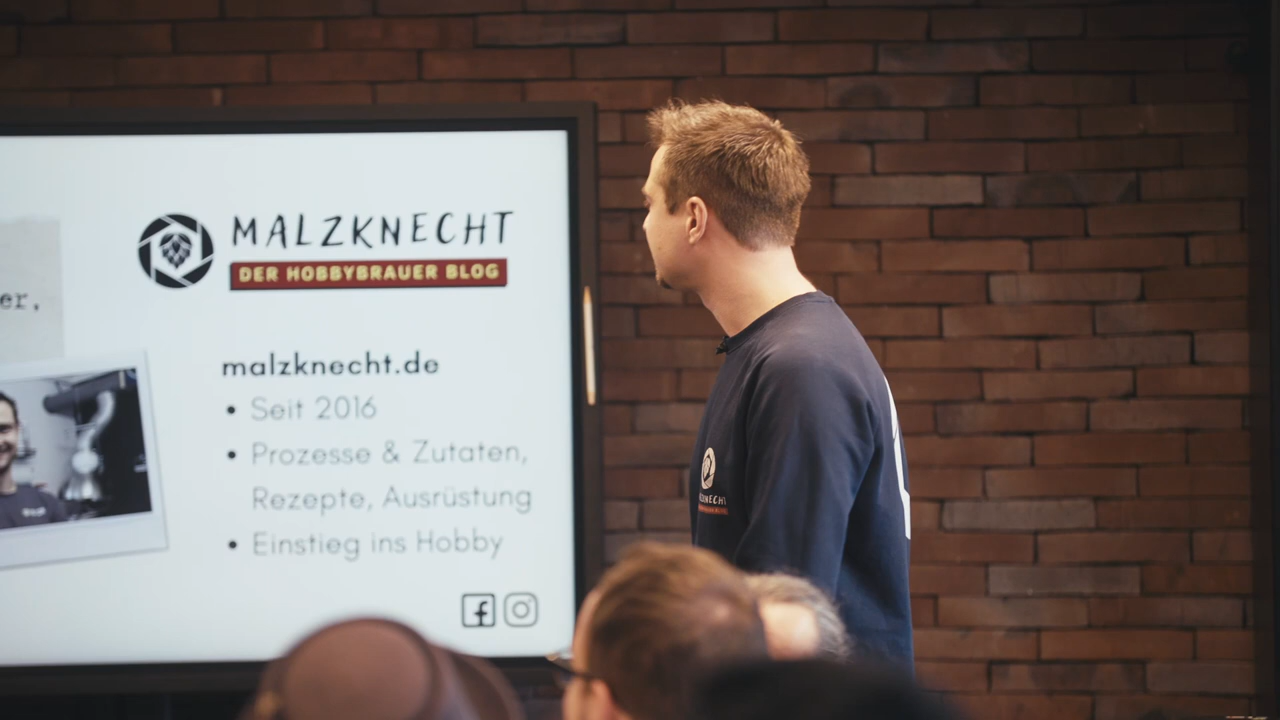 er,
MALZKNECHT
DER HOBBYBRAUER BLOG
malzknecht.de
• Seit 2016
• Prozesse & Zutaten,
Rezepte, Ausrüstung
• Einstieg ins Hobby